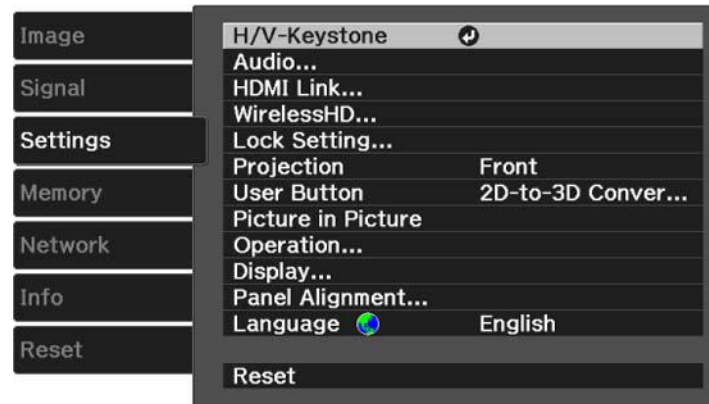 Image
Signal
Settings
Memory
Network
Info
Reset
H/V-Keystone
Audio...
HDMI Link...
WirelessHD...
Lock Setting...
Projection Front
User Button 2D-to-3D Conver...
Picture in Picture
Operation...
Display...
Panel Alignment...
Language English
Reset